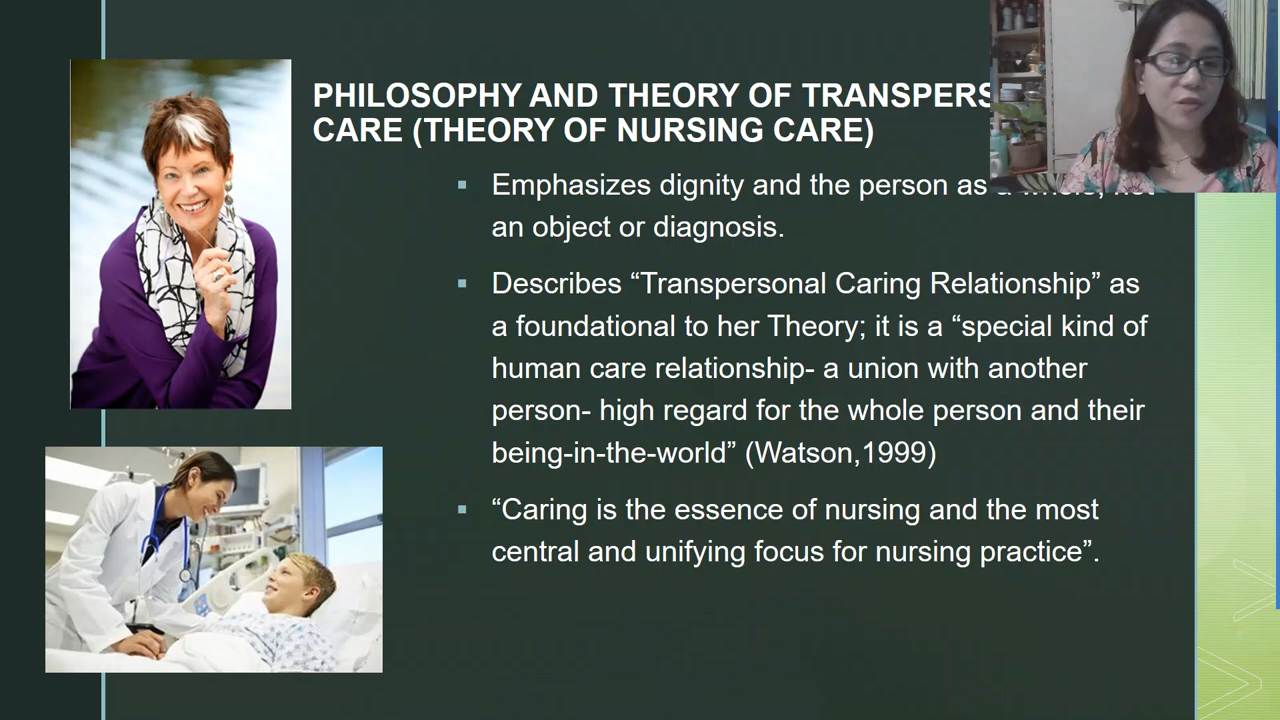 PHILOSOPHY AND THEORY OF
CARE (THEORY OF NURSING CARE)
▪ Emphasizes dignity and the person as
an object or diagnosis.
▪ Describes “Transpersonal Caring Relationship” as
a foundational to her Theory; it is a “special kind of
human care relationship- a union with another
person- high regard for the whole person and their
being-in-the-world” (Watson,1999)
▪ “Caring is the essence of nursing and the most
central and unifying focus for nursing practice”.